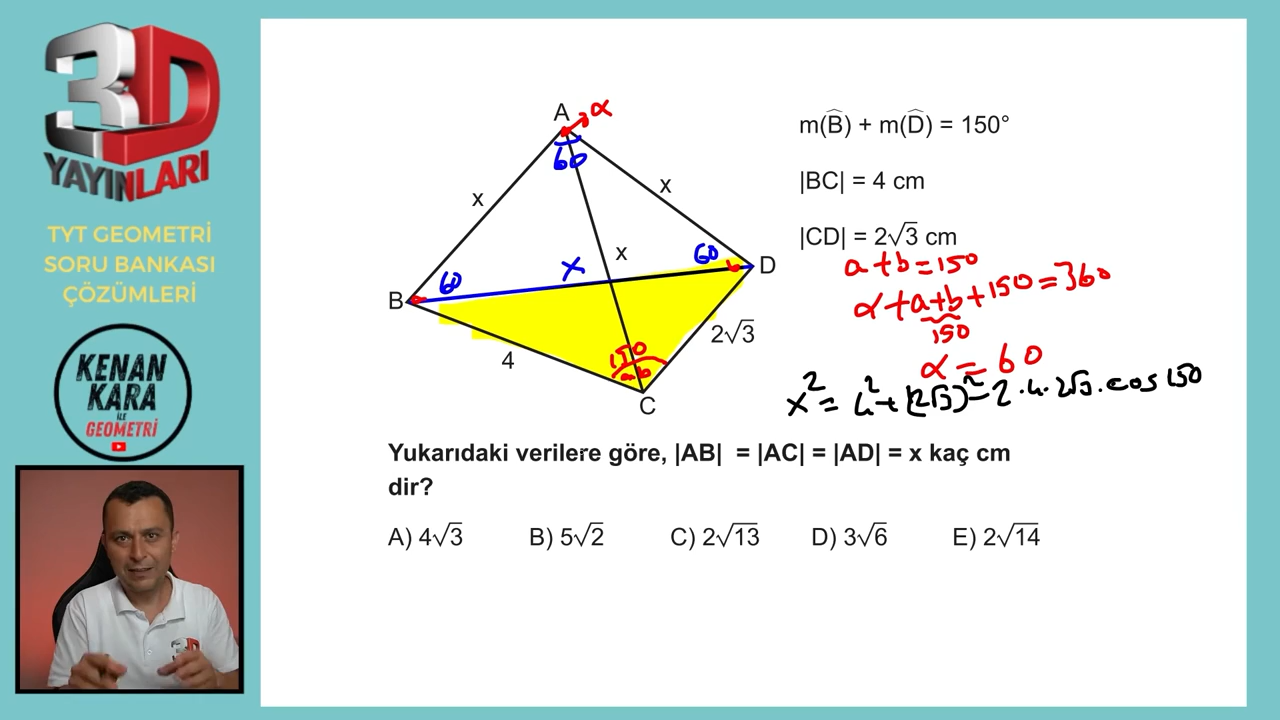 3D
YAYINLARI
TYT GEOMETRİ
SORU BANKASI
ÇÖZÜMLERİ
KENAN
KARA
İLE
GEOMETRİ
A
α
60
x
x
x
x
60
60
B
D
a
b
4
2√3
150
a b
C
m(B̂) + m(D̂) = 150°
|BC| = 4 cm
|CD| = 2√3 cm
a+b=150
α+a+b+150=360
150
α=60
x²=4²+(2√3)²-2·4·2√3·cos150
Yukarıdaki verilere göre, |AB| = |AC| = |AD| = x kaç cm
dir?
A) 4√3 B) 5√2 C) 2√13 D) 3√6 E) 2√14
3D